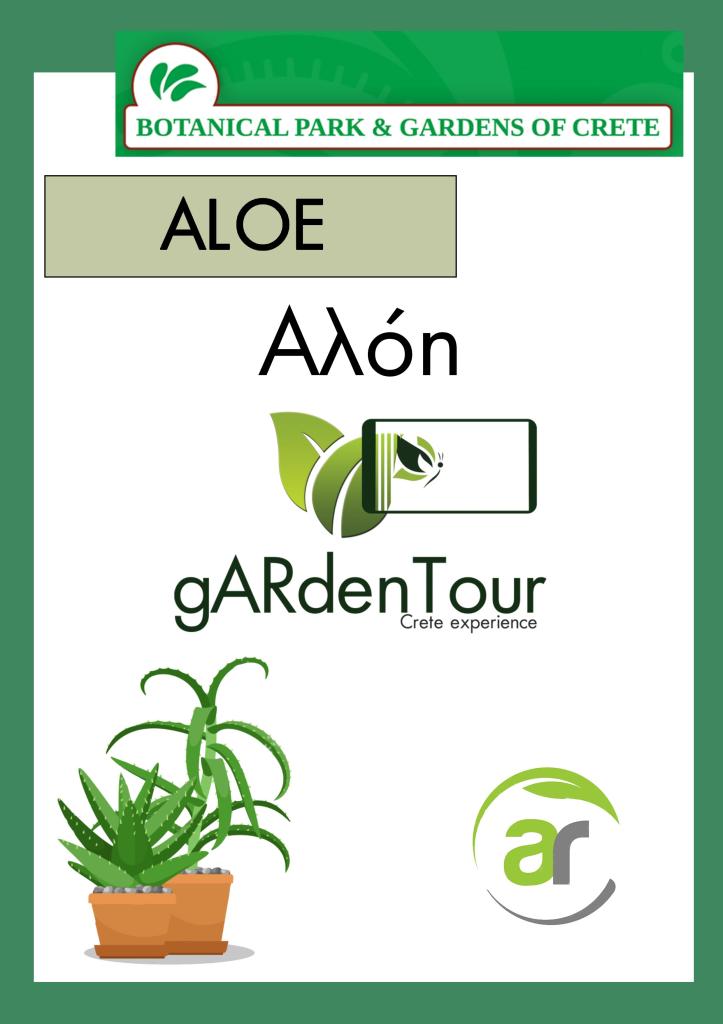 BOTANICAL PARK & GARDENS OF CRETE
ALOE
Αλόη
gARdenTour
Crete experience
ar